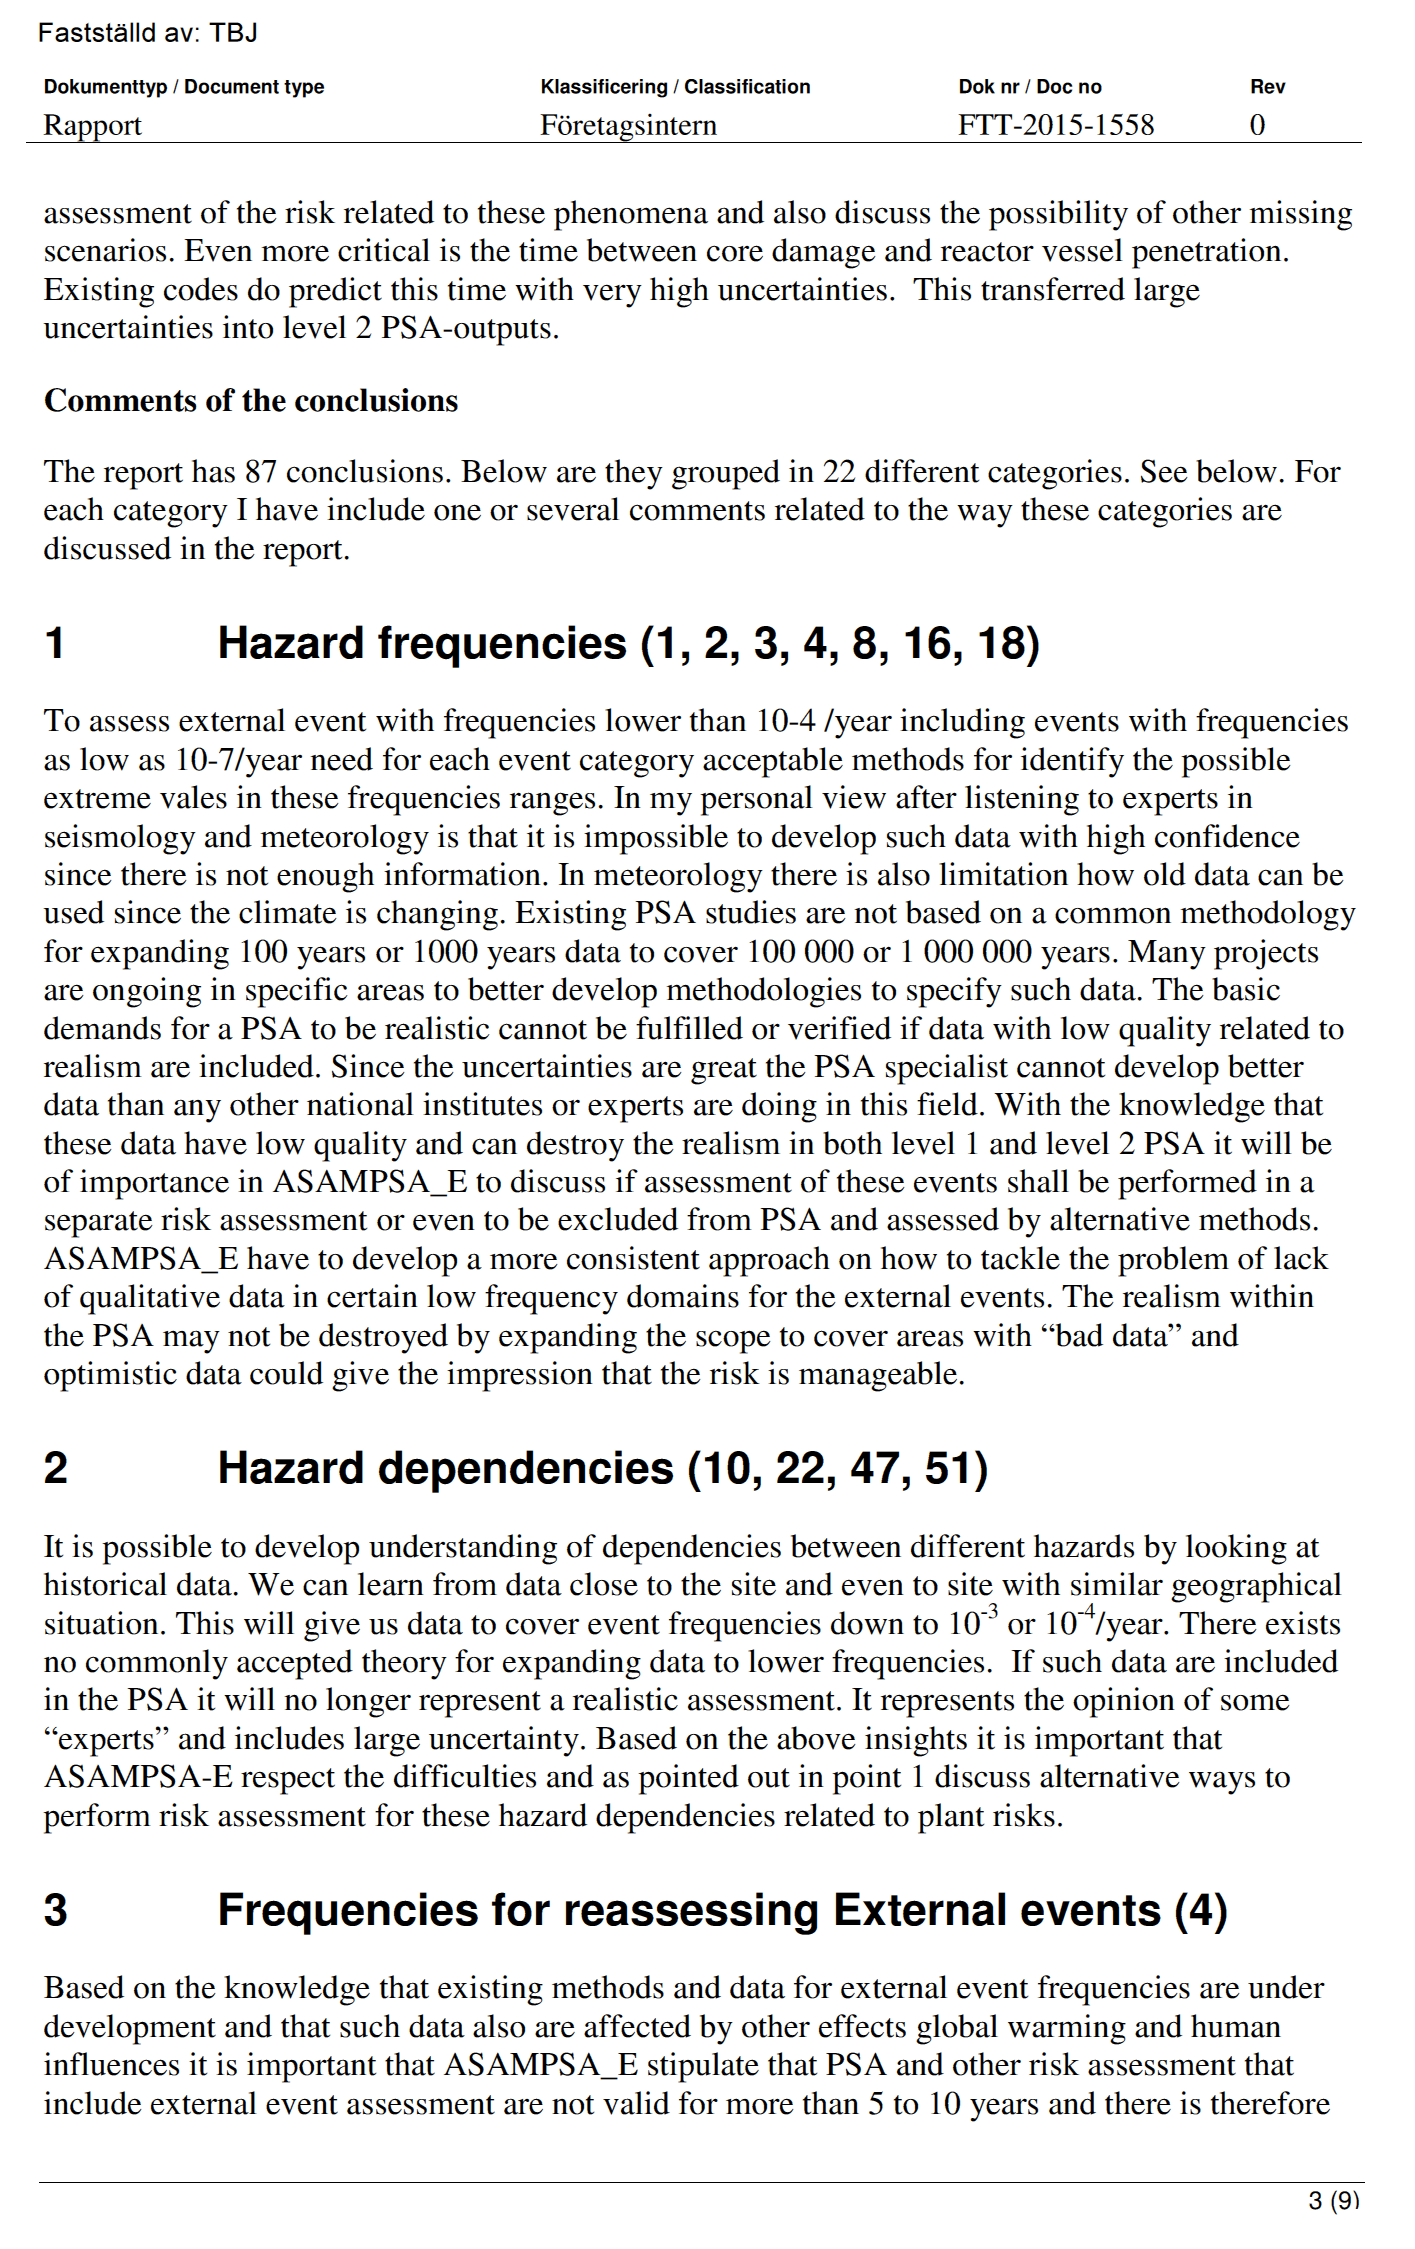 Fastställd av: TBJ
Dokumenttyp / Document type Klassificering / Classification Dok nr / Doc no Rev
Rapport Företagsintern FTT-2015-1558 0
assessment of the risk related to these phenomena and also discuss the possibility of other missing
scenarios. Even more critical is the time between core damage and reactor vessel penetration.
Existing codes do predict this time with very high uncertainties.  This transferred large
uncertainties into level 2 PSA-outputs.
Comments of the conclusions
The report has 87 conclusions. Below are they grouped in 22 different categories. See below. For
each category I have include one or several comments related to the way these categories are
discussed in the report.
1 Hazard frequencies (1, 2, 3, 4, 8, 16, 18)
To assess external event with frequencies lower than 10-4 /year including events with frequencies
as low as 10-7/year need for each event category acceptable methods for identify the possible
extreme vales in these frequencies ranges. In my personal view after listening to experts in
seismology and meteorology is that it is impossible to develop such data with high confidence
since there is not enough information. In meteorology there is also limitation how old data can be
used since the climate is changing. Existing PSA studies are not based on a common methodology
for expanding 100 years or 1000 years data to cover 100 000 or 1 000 000 years. Many projects
are ongoing in specific areas to better develop methodologies to specify such data. The basic
demands for a PSA to be realistic cannot be fulfilled or verified if data with low quality related to
realism are included. Since the uncertainties are great the PSA specialist cannot develop better
data than any other national institutes or experts are doing in this field. With the knowledge that
these data have low quality and can destroy the realism in both level 1 and level 2 PSA it will be
of importance in ASAMPSA_E to discuss if assessment of these events shall be performed in a
separate risk assessment or even to be excluded from PSA and assessed by alternative methods.
ASAMPSA_E have to develop a more consistent approach on how to tackle the problem of lack
of qualitative data in certain low frequency domains for the external events. The realism within
the PSA may not be destroyed by expanding the scope to cover areas with “bad data” and
optimistic data could give the impression that the risk is manageable.
2 Hazard dependencies (10, 22, 47, 51)
It is possible to develop understanding of dependencies between different hazards by looking at
historical data. We can learn from data close to the site and even to site with similar geographical
situation. This will give us data to cover event frequencies down to 10⁻³ or 10⁻⁴/year. There exists
no commonly accepted theory for expanding data to lower frequencies.  If such data are included
in the PSA it will no longer represent a realistic assessment. It represents the opinion of some
“experts” and includes large uncertainty. Based on the above insights it is important that
ASAMPSA-E respect the difficulties and as pointed out in point 1 discuss alternative ways to
perform risk assessment for these hazard dependencies related to plant risks.
3 Frequencies for reassessing External events (4)
Based on the knowledge that existing methods and data for external event frequencies are under
development and that such data also are affected by other effects global warming and human
influences it is important that ASAMPSA_E stipulate that PSA and other risk assessment that
include external event assessment are not valid for more than 5 to 10 years and there is therefore
3 (9)